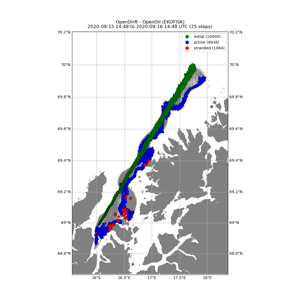 OpenDrift - OpenOil (EKOFISK)
2020-09-15 14:48 to 2020-09-16 14:48 UTC (25 steps)
70.2°N
70.2°N
initial (10000)
active (8936)
stranded (1064)
70°N
70°N
69.8°N
69.8°N
69.6°N
69.6°N
69.4°N
69.4°N
69.2°N
69.2°N
69°N
69°N
68.8°N
68.8°N
16°E
16.5°E
17°E
17.5°E
18°E